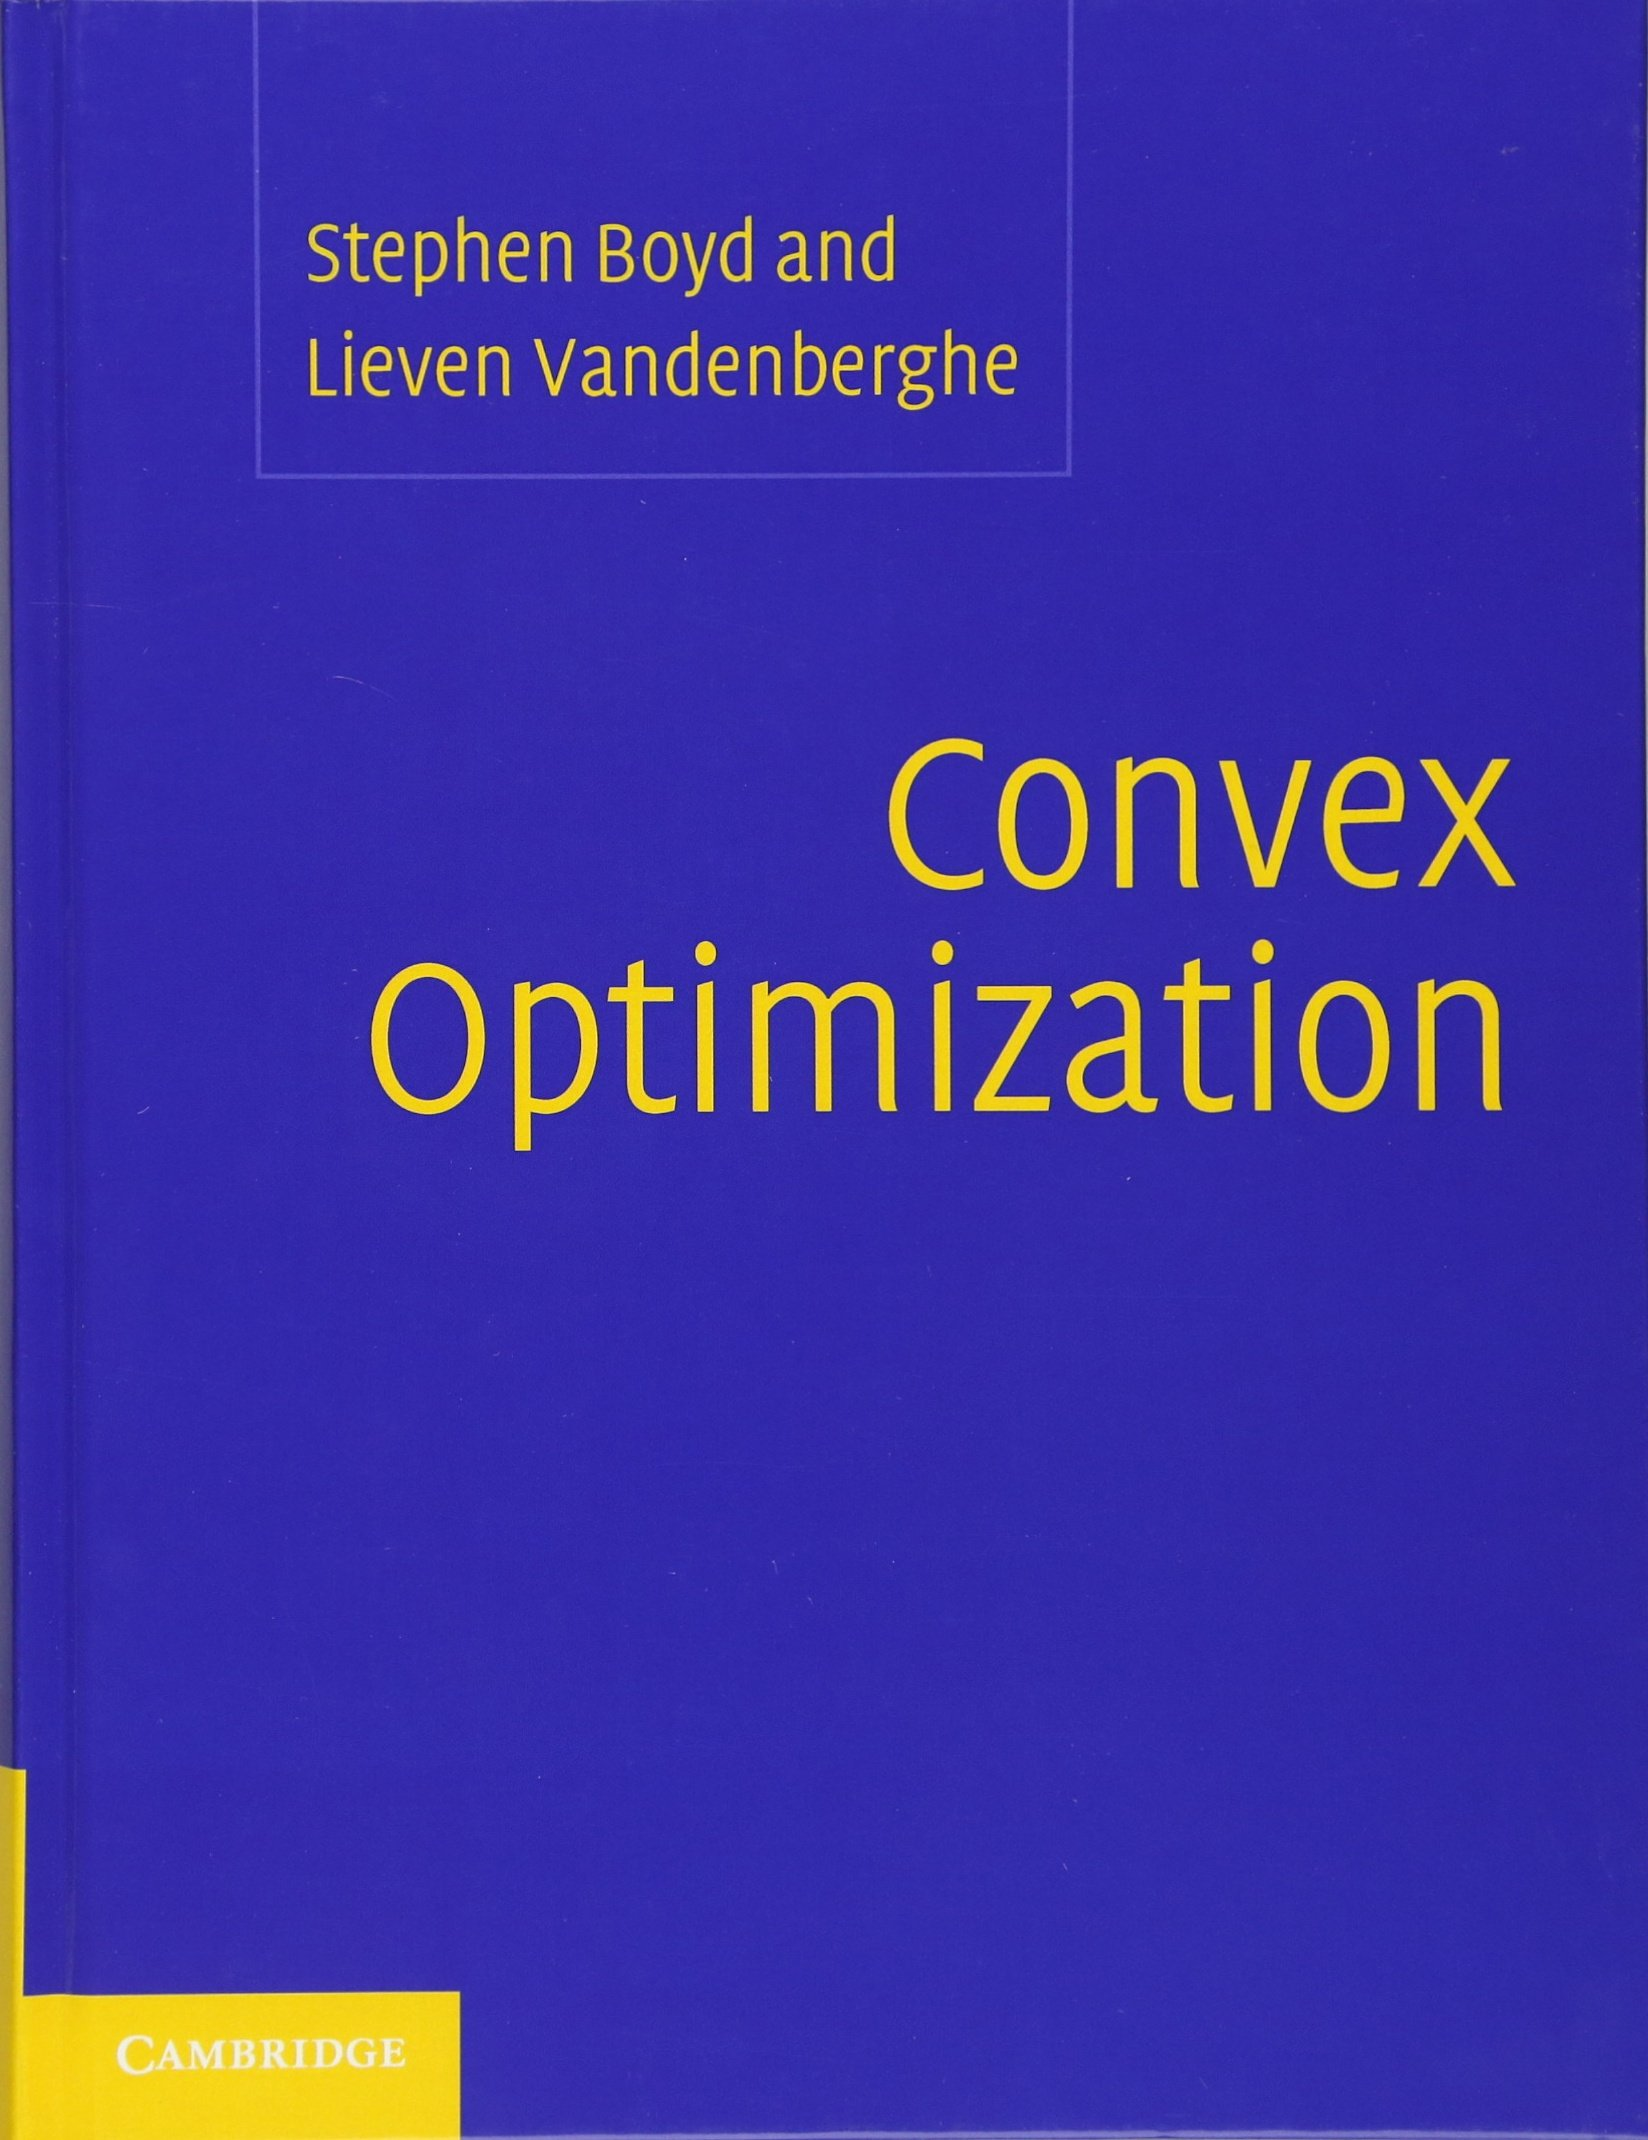 Stephen Boyd and
Lieven Vandenberghe
Convex
Optimization
CAMBRIDGE